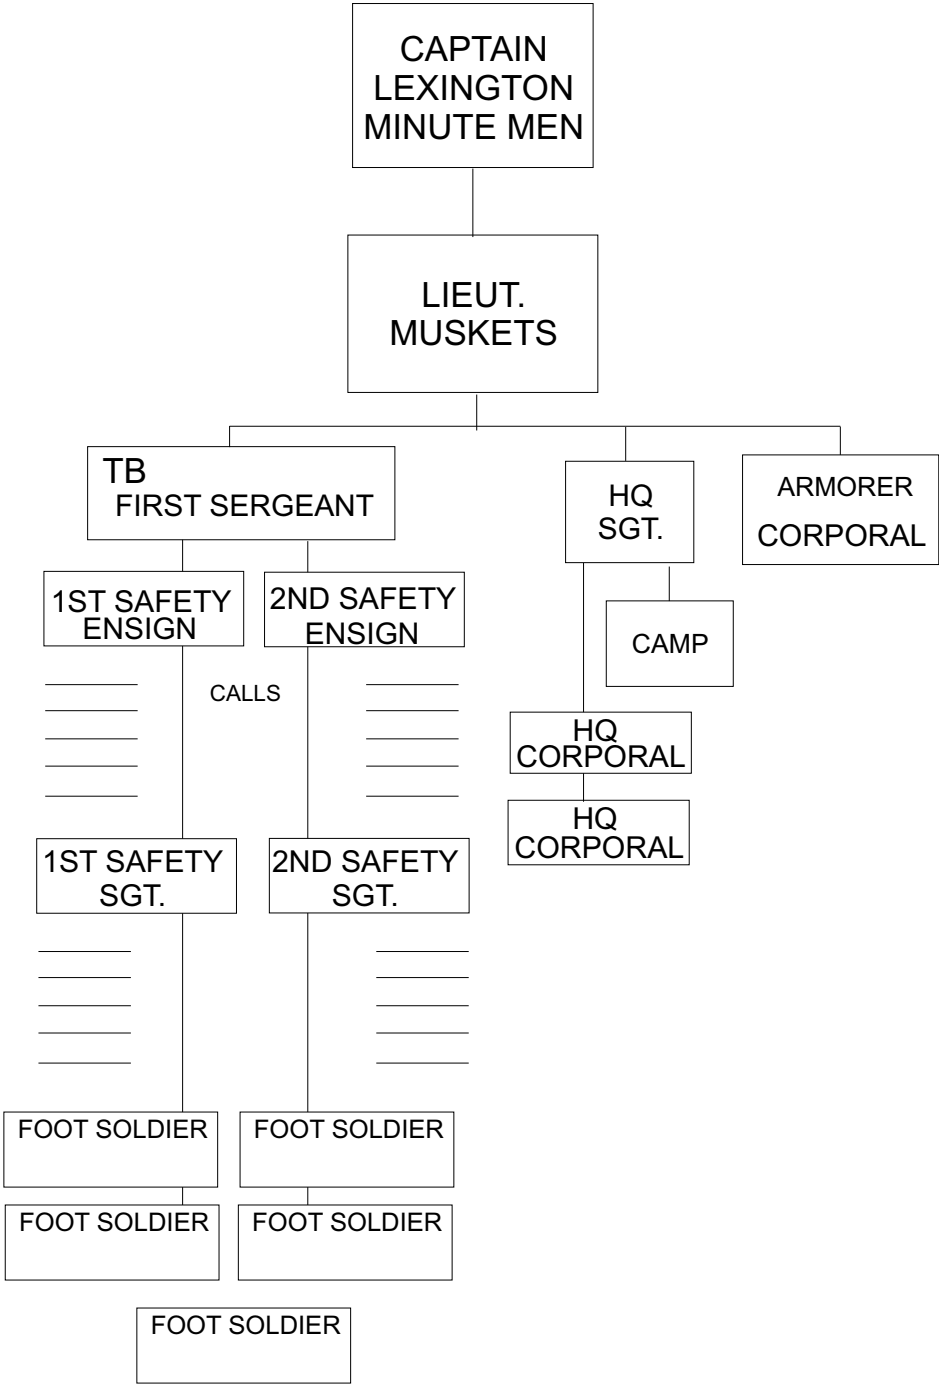 CAPTAIN
LEXINGTON
MINUTE MEN
LIEUT.
MUSKETS
TB
FIRST SERGEANT
HQ
SGT.
ARMORER
CORPORAL
1ST SAFETY
ENSIGN
2ND SAFETY
ENSIGN
CAMP
CALLS
HQ
CORPORAL
HQ
CORPORAL
1ST SAFETY
SGT.
2ND SAFETY
SGT.
FOOT SOLDIER
FOOT SOLDIER
FOOT SOLDIER
FOOT SOLDIER
FOOT SOLDIER